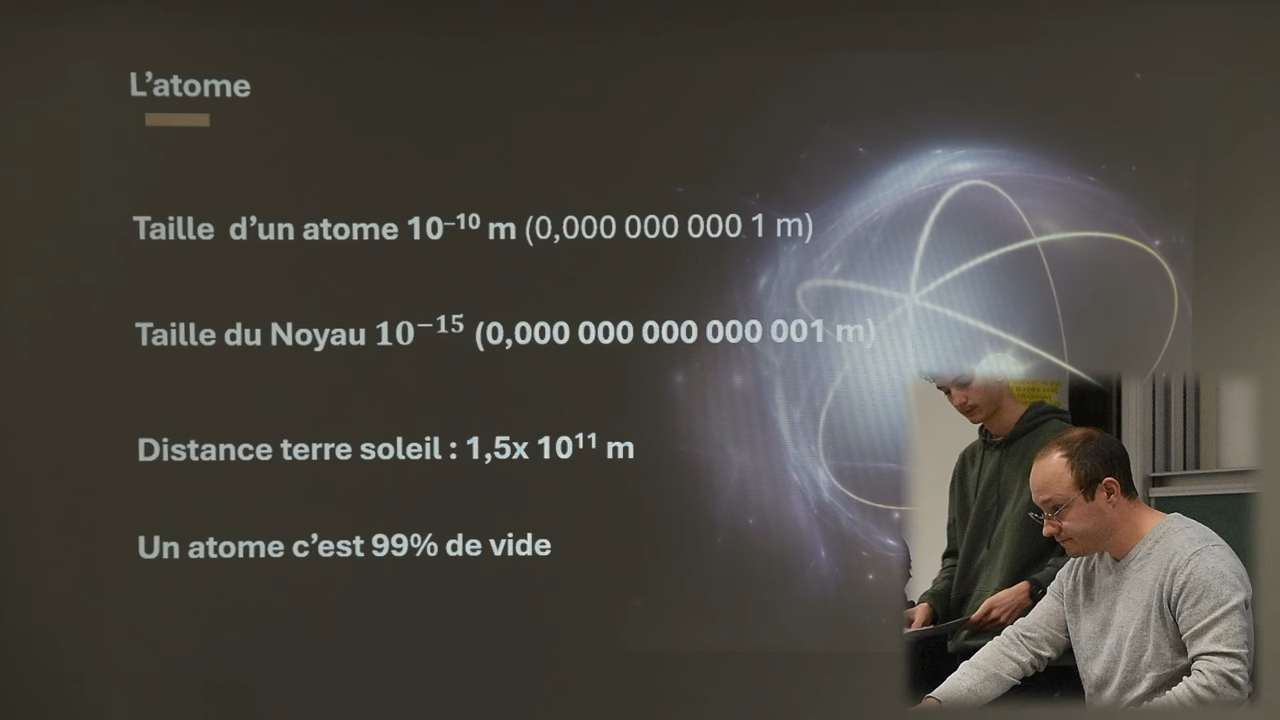 L’atome
Taille d’un atome 10⁻¹⁰ m (0,000 000 000 1 m)
Taille du Noyau 10⁻¹⁵ (0,000 000 000 000 001 m)
Distance terre soleil : 1,5x 10¹¹ m
Un atome c’est 99% de vide